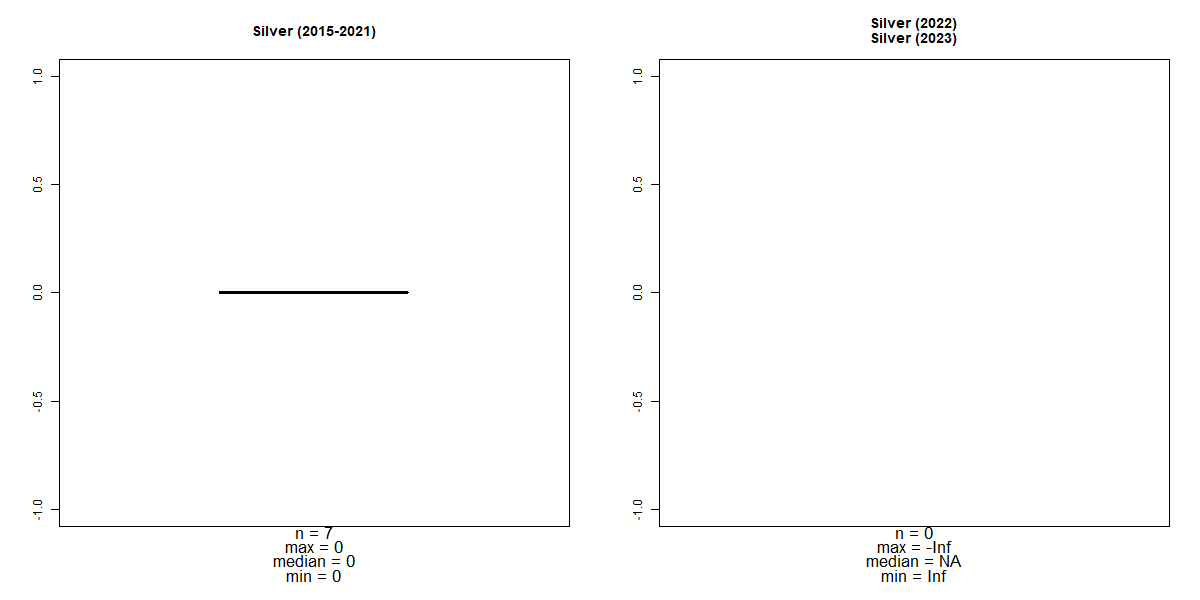 Silver (2015-2021)
1.0
0.5
0.0
-0.5
-1.0
n = 7
max = 0
median = 0
min = 0
Silver (2022)
Silver (2023)
1.0
0.5
0.0
-0.5
-1.0
n = 0
max = -Inf
median = NA
min = Inf